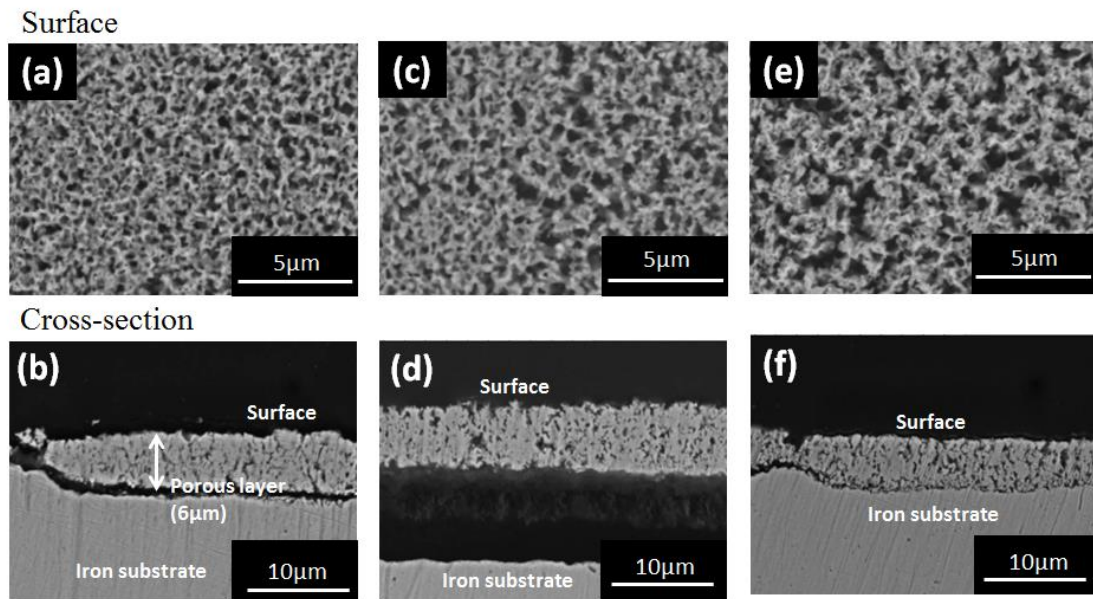 Surface
(a)
(c)
(e)
5μm
5μm
5μm
Cross-section
(b)
(d)
(f)
Surface
Surface
Surface
Porous layer
(6μm)
Iron substrate
Iron substrate
Iron substrate
10μm
10μm
10μm